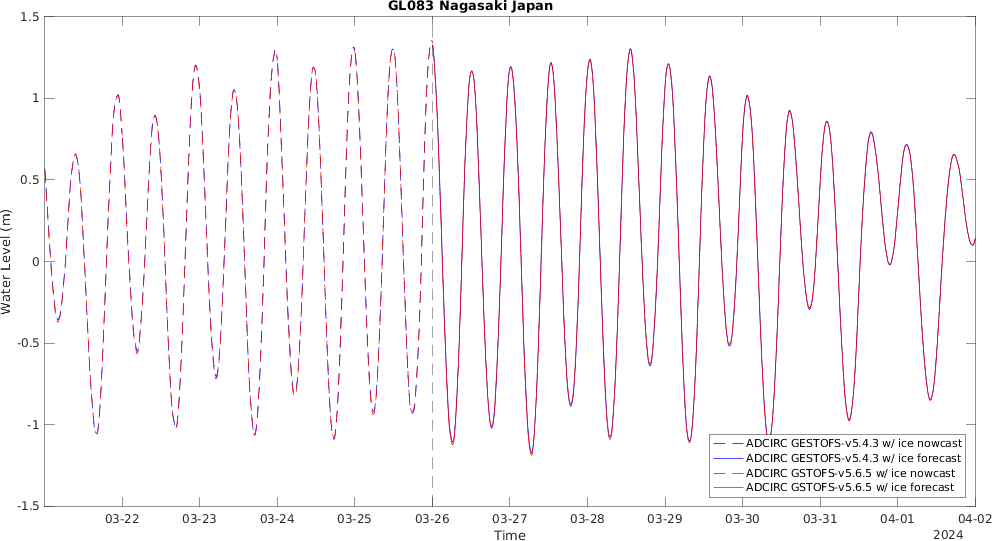 GL083 Nagasaki Japan
1.5
1
0.5
0
-0.5
-1
-1.5
Water Level (m)
ADCIRC GESTOFS-v5.4.3 w/ ice nowcast
ADCIRC GESTOFS-v5.4.3 w/ ice forecast
ADCIRC GSTOFS-v5.6.5 w/ ice nowcast
ADCIRC GSTOFS-v5.6.5 w/ ice forecast
03-22 03-23 03-24 03-25 03-26 03-27 03-28 03-29 03-30 03-31 04-01 04-02
Time
2024